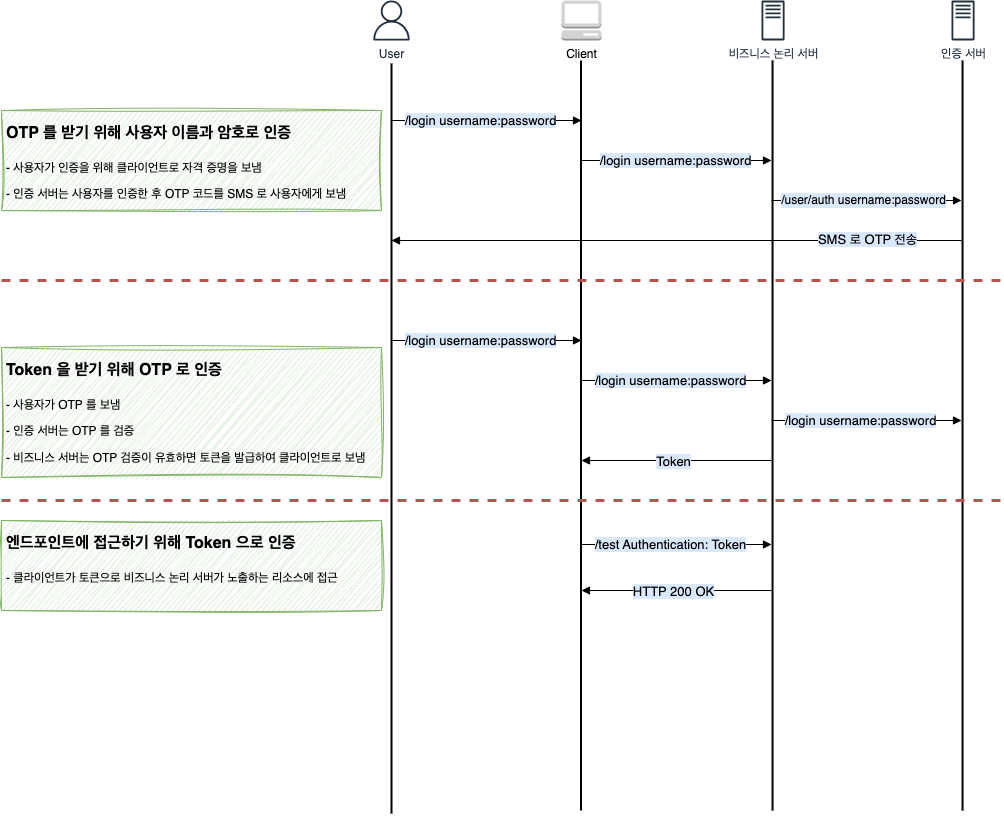 User
Client
비즈니스 논리 서버
인증 서버
OTP 를 받기 위해 사용자 이름과 암호로 인증
- 사용자가 인증을 위해 클라이언트로 자격 증명을 보냄
- 인증 서버는 사용자를 인증한 후 OTP 코드를 SMS 로 사용자에게 보냄
/login username:password
/login username:password
/user/auth username:password
SMS 로 OTP 전송
Token 을 받기 위해 OTP 로 인증
- 사용자가 OTP 를 보냄
- 인증 서버는 OTP 를 검증
- 비즈니스 서버는 OTP 검증이 유효하면 토큰을 발급하여 클라이언트로 보냄
/login username:password
/login username:password
/login username:password
Token
엔드포인트에 접근하기 위해 Token 으로 인증
- 클라이언트가 토큰으로 비즈니스 논리 서버가 노출하는 리소스에 접근
/test Authentication: Token
HTTP 200 OK